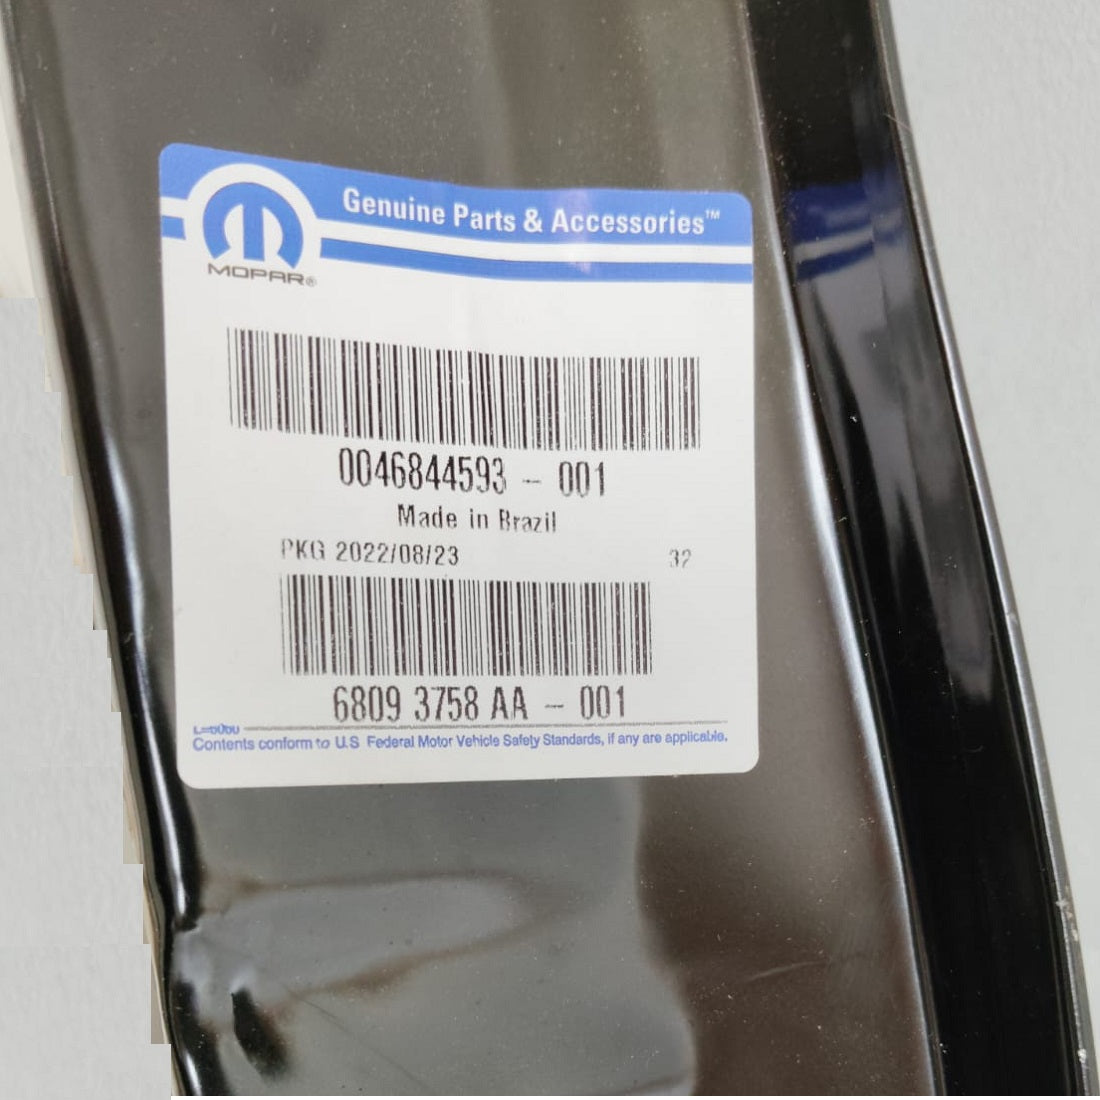 Genuine Parts & Accessories™
MOPAR®
0046844593 - 001
Made in Brazil
PKG 2022/08/23 32
6809 3758 AA - 001
Contents conform to U.S Federal Motor Vehicle Safety Standards, if any are applicable.